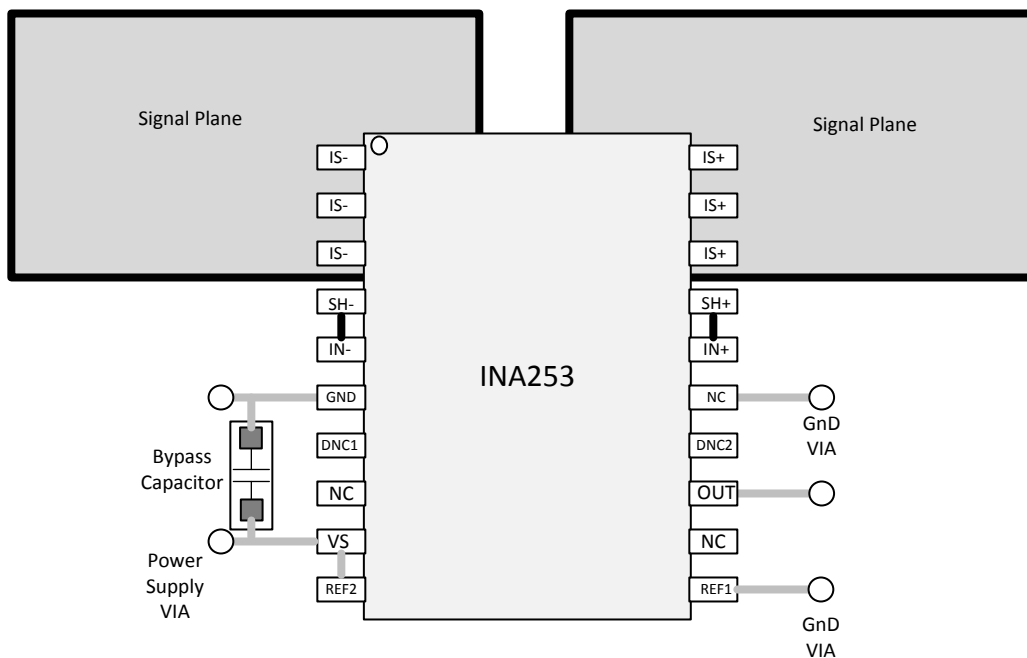 Signal Plane
Signal Plane
IS-
IS+
IS-
IS+
IS-
IS+
SH-
SH+
IN-
IN+
INA253
GND
NC
GnD
VIA
DNC1
DNC2
Bypass
Capacitor
NC
OUT
VS
NC
Power
Supply
VIA
REF2
REF1
GnD
VIA